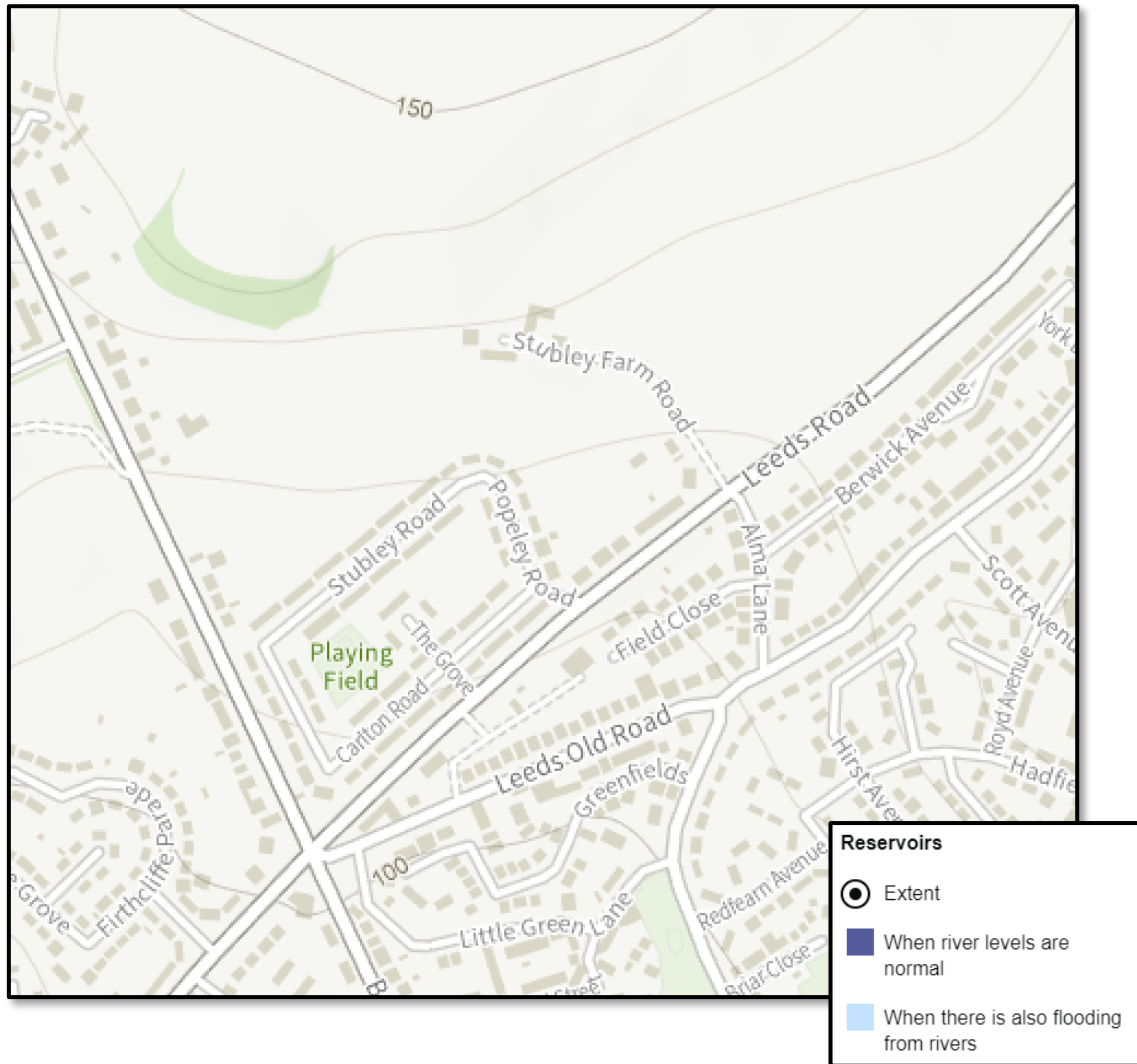 150
Stubley Farm Road
York
Leeds Road
Berwick Avenue
Popeley Road
Stubley Road
Alma Lane
Scott Avenu
Field Close
The Grove
Playing
Field
Royd Avenue
Carlton Road
Leeds Old Road
Hirst Aven
Hadfie
Greenfields
Firthcliffe Parade
100
e Grove
Redfearn Avenue
Little Green Lane
Briar Close
Street
B
Reservoirs
Extent
When river levels are
normal
When there is also flooding
from rivers